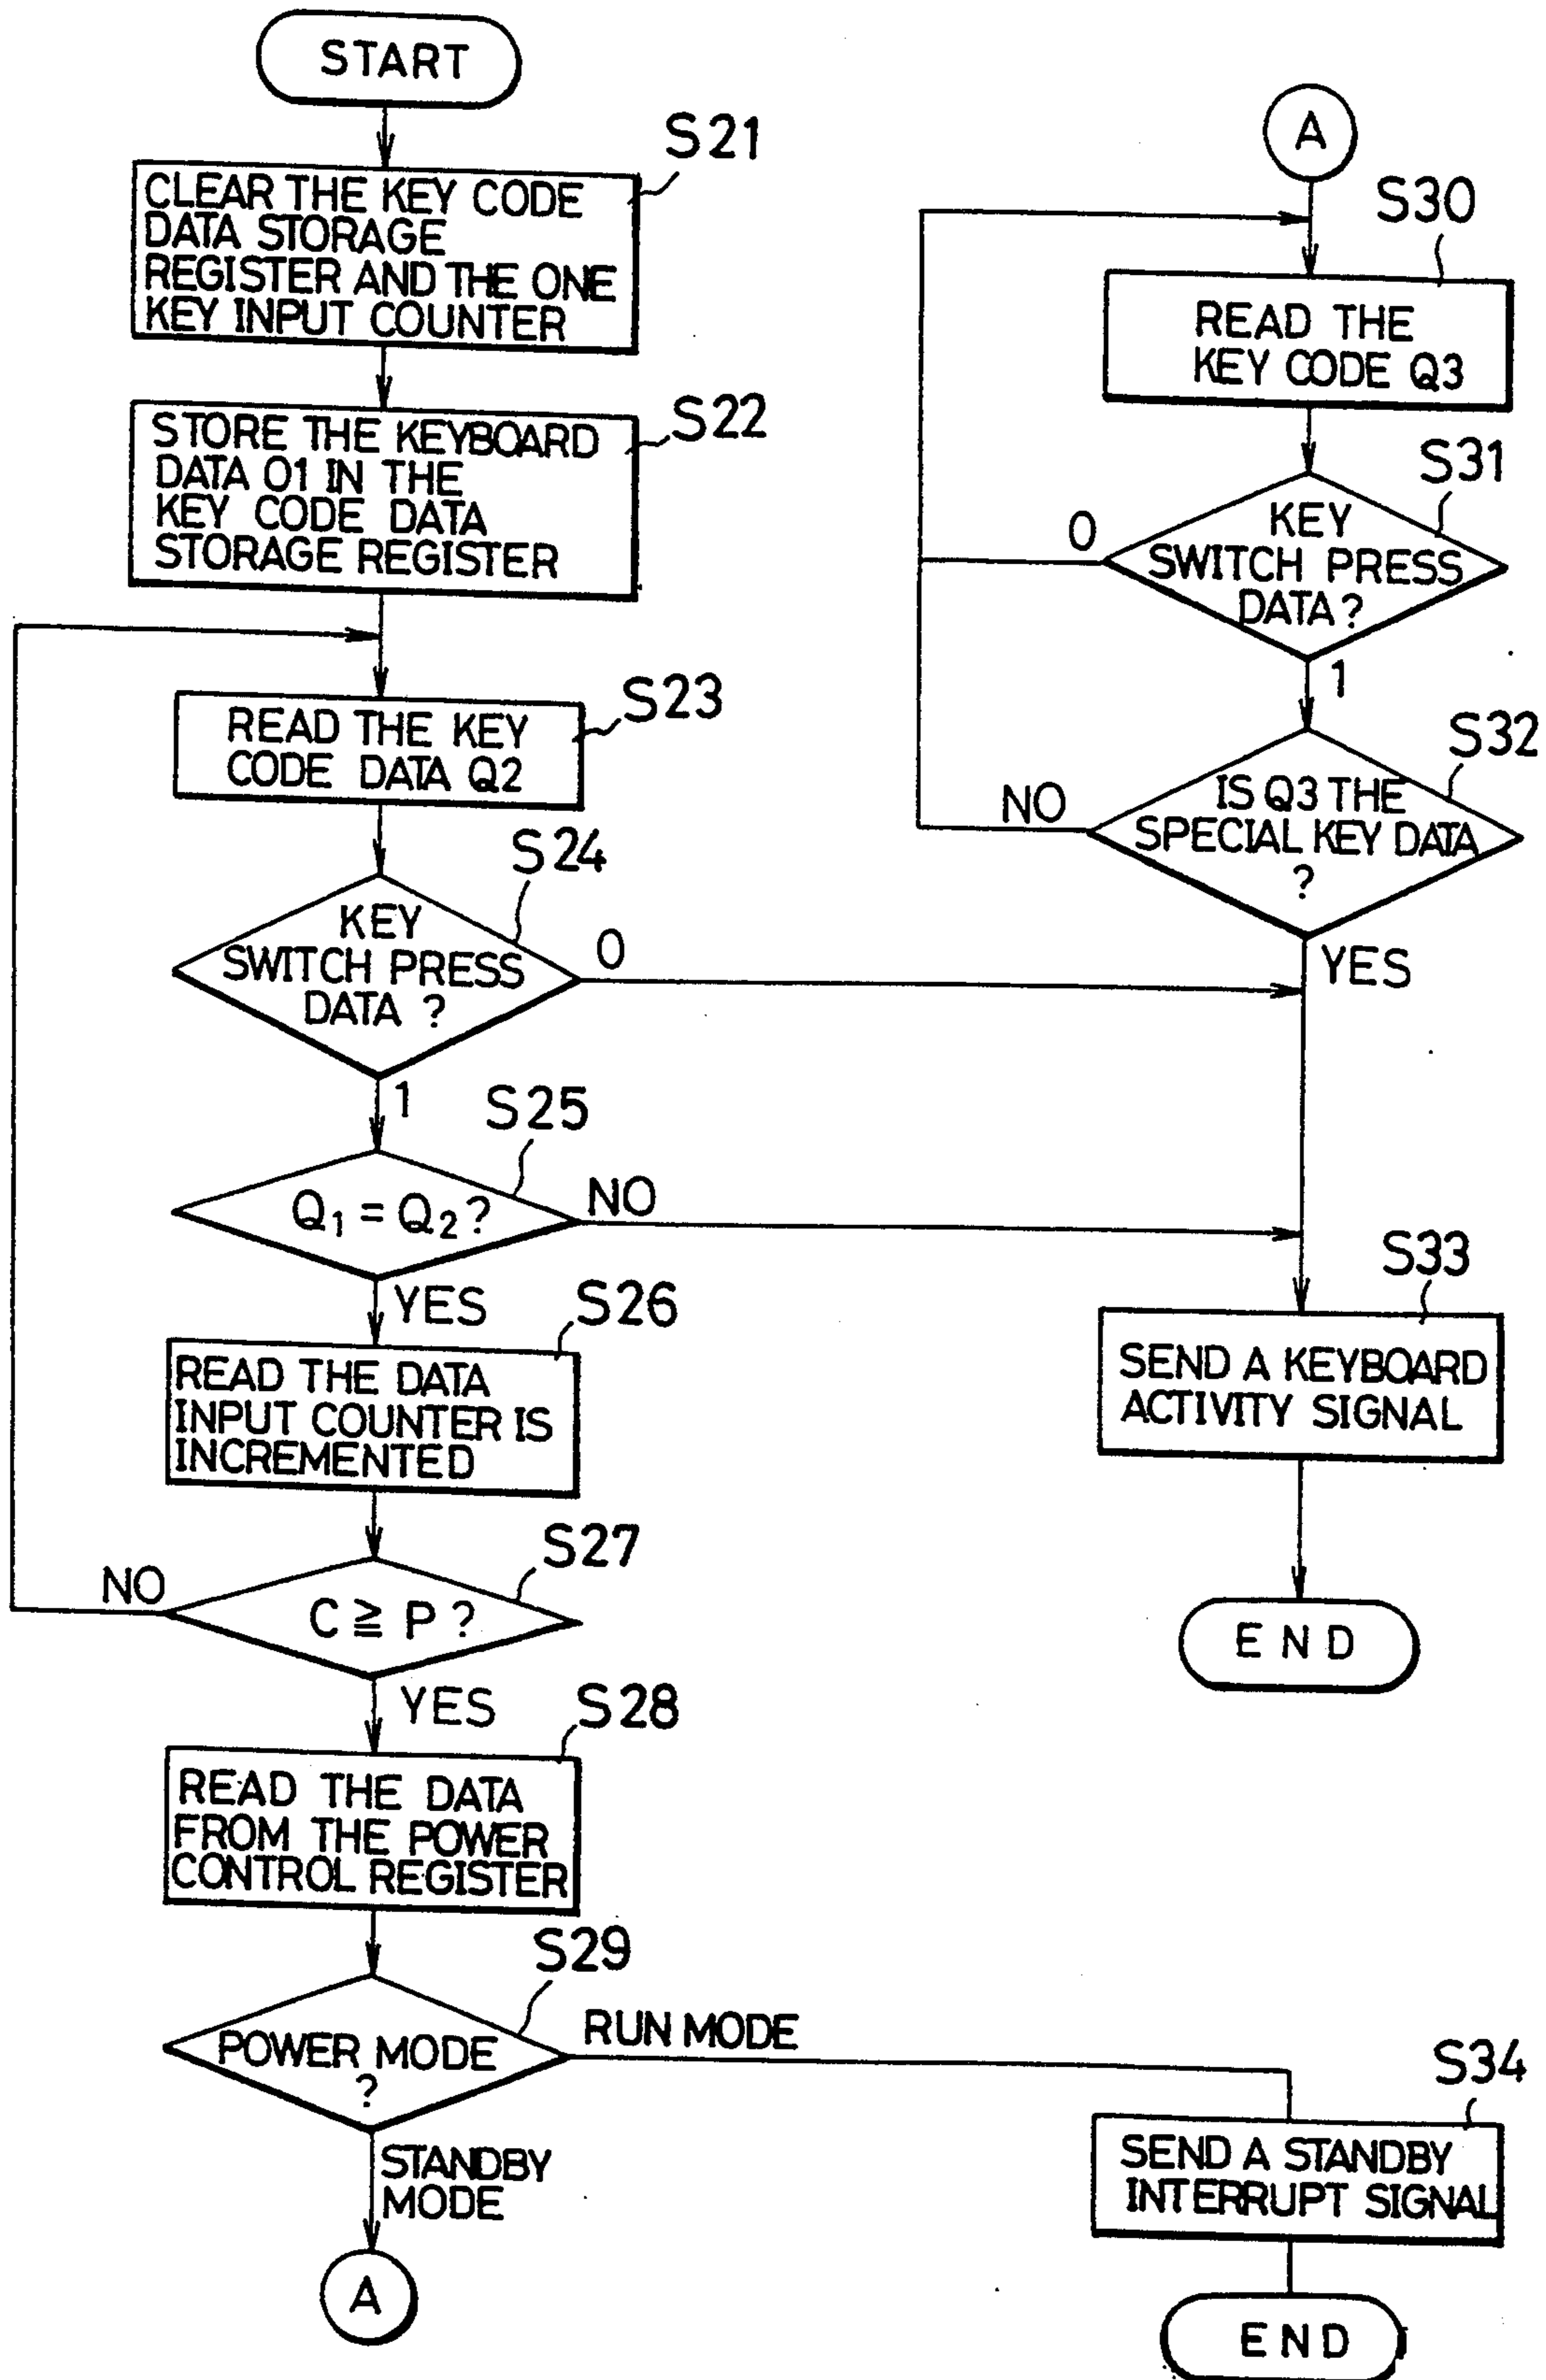 START
S21
CLEAR THE KEY CODE
DATA STORAGE
REGISTER AND THE ONE
KEY INPUT COUNTER
S22
STORE THE KEYBOARD
DATA 01 IN THE
KEY CODE DATA
STORAGE REGISTER
S23
READ THE KEY
CODE DATA Q2
S24
KEY
SWITCH PRESS
DATA ?
0
1
S25
Q1 = Q2 ?
NO
YES
S26
READ THE DATA
INPUT COUNTER IS
INCREMENTED
S27
NO
C ≧ P ?
YES
S28
READ THE DATA
FROM THE POWER
CONTROL REGISTER
S29
POWER MODE
?
RUN MODE
STANDBY
MODE
A
A
S30
READ THE
KEY CODE Q3
S31
0
KEY
SWITCH PRESS
DATA ?
1
S32
NO
IS Q3 THE
SPECIAL KEY DATA
?
YES
S33
SEND A KEYBOARD
ACTIVITY SIGNAL
END
S34
SEND A STANDBY
INTERRUPT SIGNAL
END